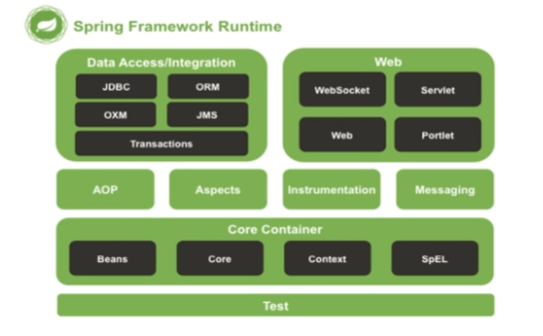 Spring Framework Runtime
Data Access/Integration
JDBC ORM
OXM JMS
Transactions
Web
WebSocket Servlet
Web Portlet
AOP Aspects Instrumentation Messaging
Core Container
Beans Core Context SpEL
Test